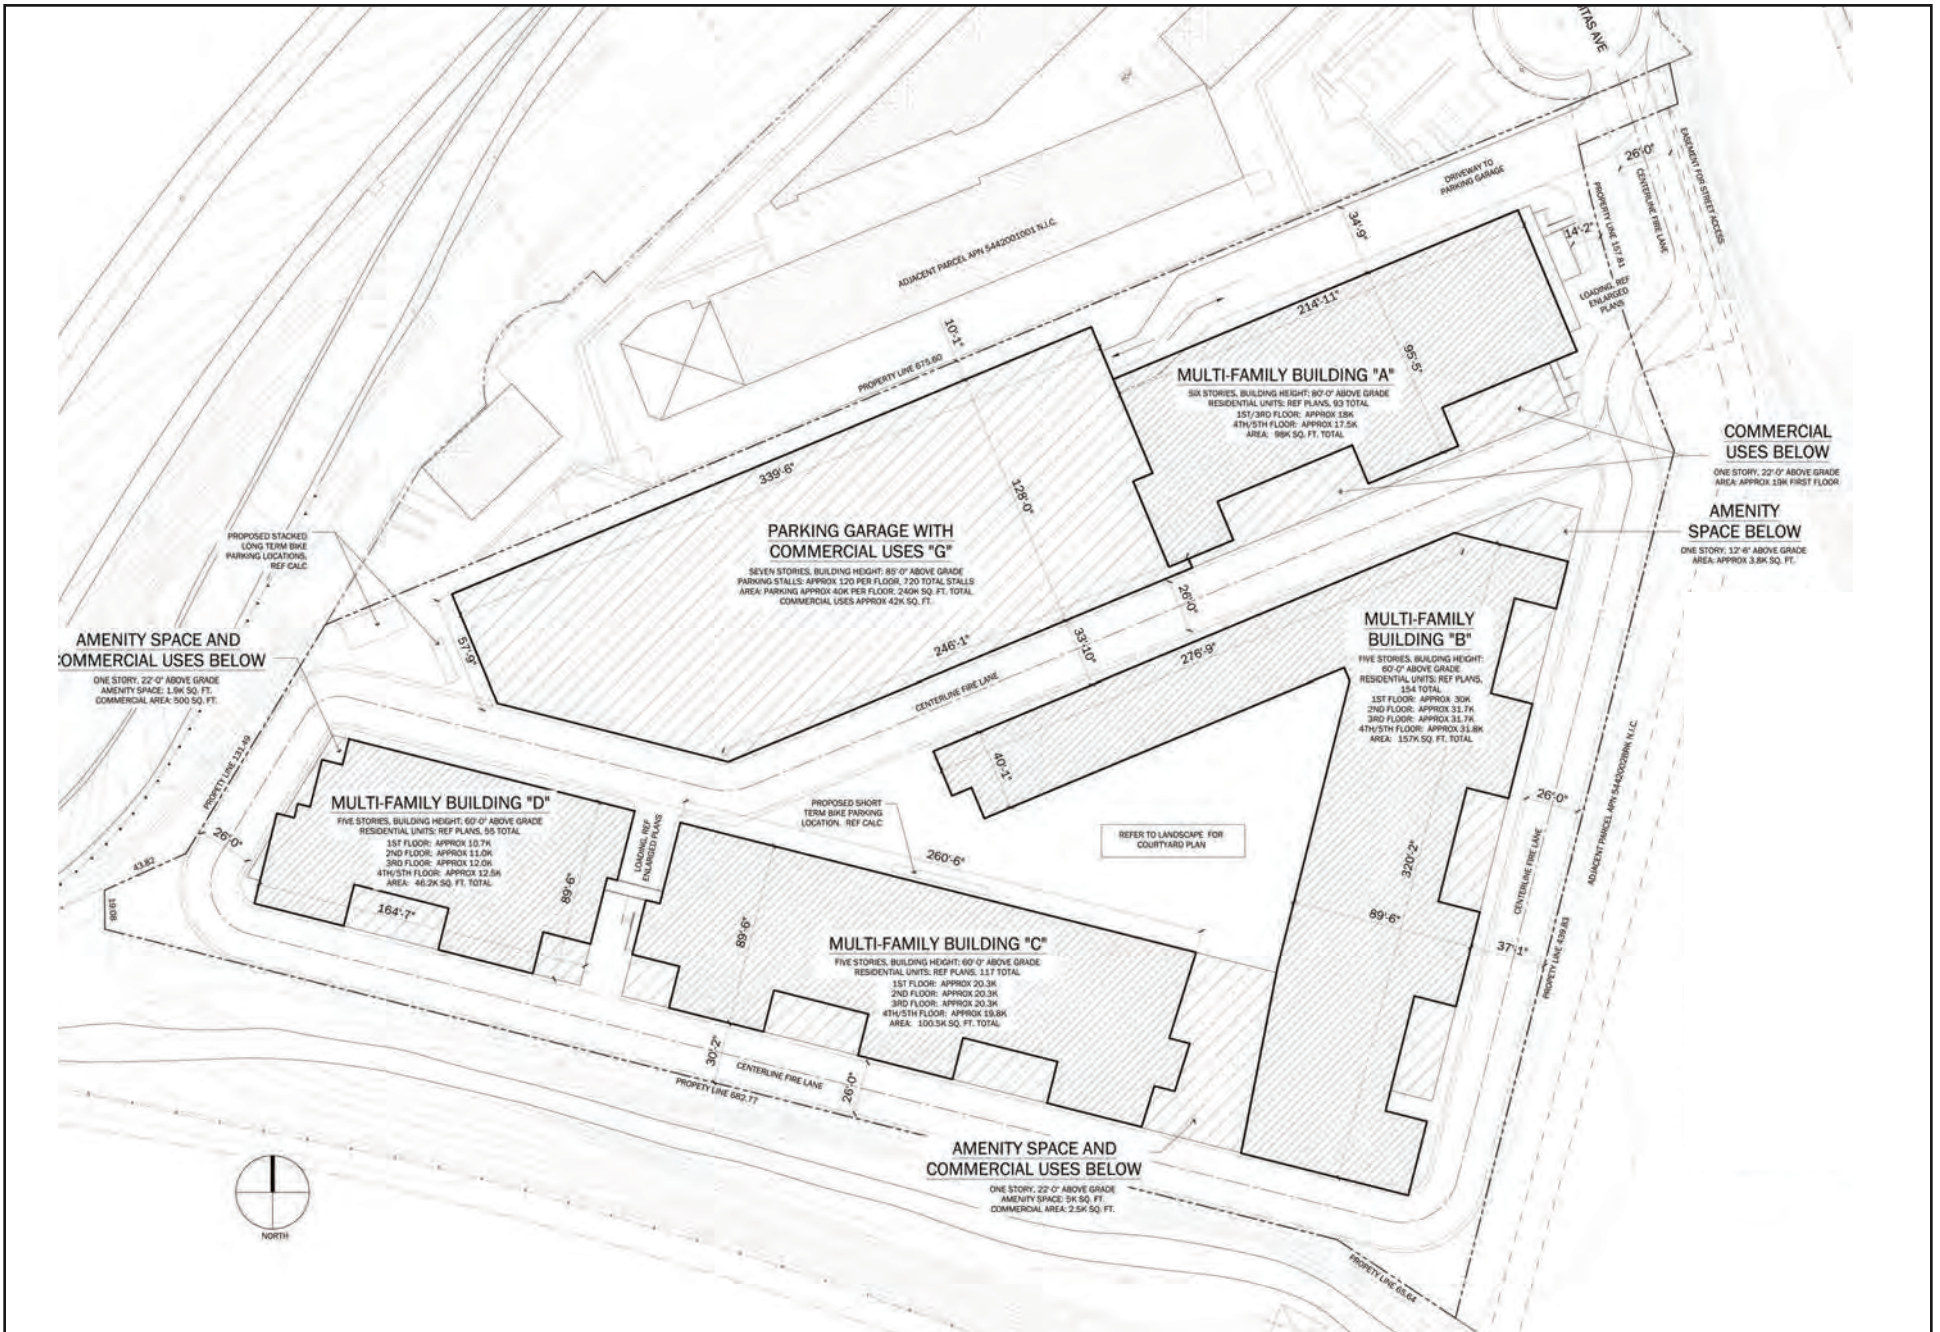 ITAS AVE
EASEMENT FOR STREET ACCESS
26'-0"
CENTERLINE FIRE LANE
PROPERTY LINE 157.81
DRIVEWAY TO
PARKING GARAGE
34'-9"
14'-2"
LOADING, REF
ENLARGED
PLANS
ADJACENT PARCEL APN 5442001001 N.I.C.
214'-11"
95'-5"
10'-1"
PROPERTY LINE 675.60
MULTI-FAMILY BUILDING "A"
SIX STORIES, BUILDING HEIGHT: 80'-0" ABOVE GRADE
RESIDENTIAL UNITS: REF PLANS, 93 TOTAL
1ST/3RD FLOOR: APPROX 18K
4TH/5TH FLOOR: APPROX 17.5K
AREA: 98K SQ. FT. TOTAL
COMMERCIAL
USES BELOW
ONE STORY, 22'-0" ABOVE GRADE
AREA: APPROX 19K FIRST FLOOR
AMENITY
SPACE BELOW
ONE STORY, 12'-6" ABOVE GRADE
AREA: APPROX 3.8K SQ. FT.
339'-6"
128'-0"
PARKING GARAGE WITH
COMMERCIAL USES "G"
SEVEN STORIES, BUILDING HEIGHT: 85'-0" ABOVE GRADE
PARKING STALLS: APPROX 120 PER FLOOR, 720 TOTAL STALLS
AREA: PARKING APPROX 40K PER FLOOR, 240K SQ. FT. TOTAL
COMMERCIAL USES APPROX 42K SQ. FT.
PROPOSED STACKED
LONG TERM BIKE
PARKING LOCATIONS,
REF CALC
57'-9"
246'-1"
33'-10"
26'-0"
276'-9"
CENTERLINE FIRE LANE
AMENITY SPACE AND
COMMERCIAL USES BELOW
ONE STORY, 22'-0" ABOVE GRADE
AMENITY SPACE: 1.9K SQ. FT.
COMMERCIAL AREA: 500 SQ. FT.
MULTI-FAMILY
BUILDING "B"
FIVE STORIES, BUILDING HEIGHT:
60'-0" ABOVE GRADE
RESIDENTIAL UNITS: REF PLANS,
154 TOTAL
1ST FLOOR: APPROX 30K
2ND FLOOR: APPROX 31.7K
3RD FLOOR: APPROX 31.7K
4TH/5TH FLOOR: APPROX 31.8K
AREA: 157K SQ. FT. TOTAL
40'-1"
PROPETY LINE 131.49
26'-0"
43.82
19.08
MULTI-FAMILY BUILDING "D"
FIVE STORIES, BUILDING HEIGHT: 60'-0" ABOVE GRADE
RESIDENTIAL UNITS: REF PLANS, 55 TOTAL
1ST FLOOR: APPROX 10.7K
2ND FLOOR: APPROX 11.0K
3RD FLOOR: APPROX 12.0K
4TH/5TH FLOOR: APPROX 12.5K
AREA: 46.2K SQ. FT. TOTAL
164'-7"
89'-6"
LOADING, REF
ENLARGED PLANS
PROPOSED SHORT
TERM BIKE PARKING
LOCATION, REF CALC
260'-6"
REFER TO LANDSCAPE FOR
COURTYARD PLAN
320'-2"
89'-6"
26'-0"
37'-1"
CENTERLINE FIRE LANE
PROPETY LINE 439.83
89'-6"
MULTI-FAMILY BUILDING "C"
FIVE STORIES, BUILDING HEIGHT: 60'-0" ABOVE GRADE
RESIDENTIAL UNITS: REF PLANS, 117 TOTAL
1ST FLOOR: APPROX 20.3K
2ND FLOOR: APPROX 20.3K
3RD FLOOR: APPROX 20.3K
4TH/5TH FLOOR: APPROX 19.8K
AREA: 100.5K SQ. FT. TOTAL
30'-2"
CENTERLINE FIRE LANE
26'-0"
PROPETY LINE 682.77
AMENITY SPACE AND
COMMERCIAL USES BELOW
ONE STORY, 22'-0" ABOVE GRADE
AMENITY SPACE: 5K SQ. FT.
COMMERCIAL AREA: 2.5K SQ. FT.
PROPETY LINE 65.64
NORTH